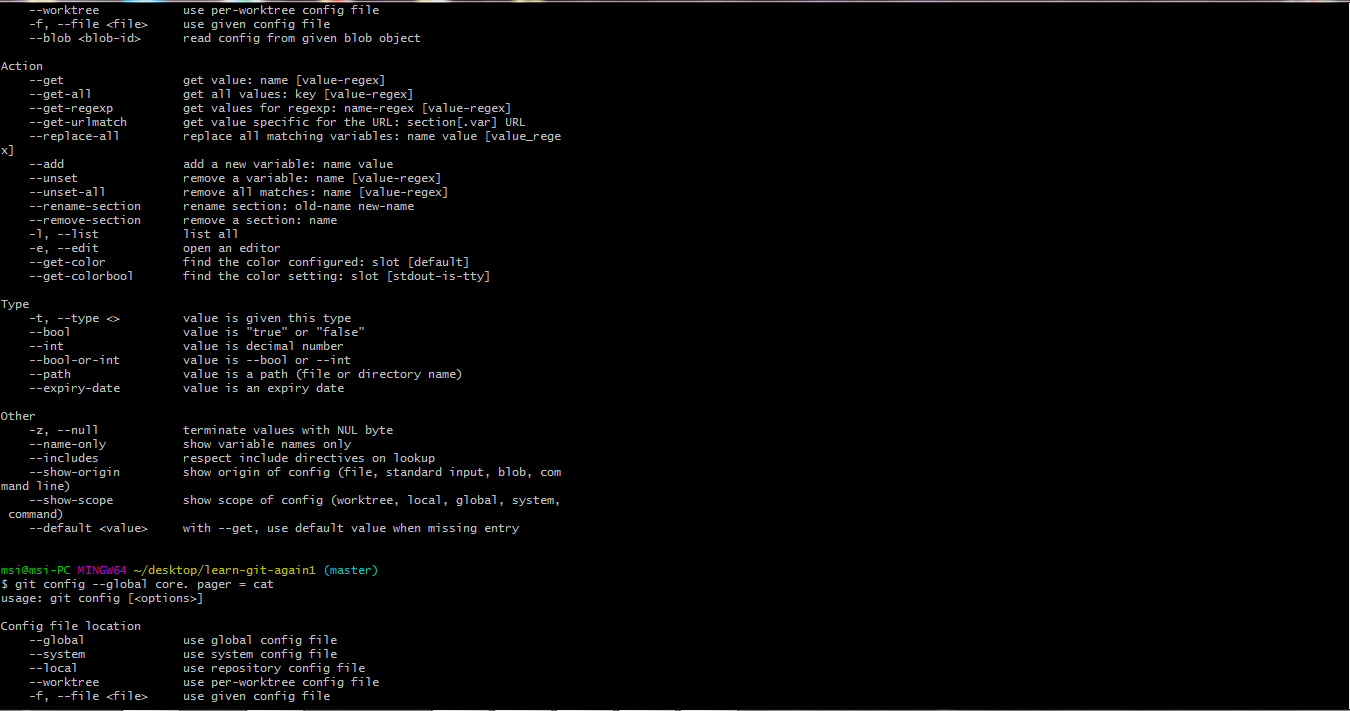 --worktree            use per-worktree config file
    -f, --file <file>     use given config file
    --blob <blob-id>      read config from given blob object

Action
    --get                 get value: name [value-regex]
    --get-all             get all values: key [value-regex]
    --get-regexp          get values for regexp: name-regex [value-regex]
    --get-urlmatch        get value specific for the URL: section[.var] URL
    --replace-all         replace all matching variables: name value [value_rege
x]
    --add                 add a new variable: name value
    --unset               remove a variable: name [value-regex]
    --unset-all           remove all matches: name [value-regex]
    --rename-section      rename section: old-name new-name
    --remove-section      remove a section: name
    -l, --list            list all
    -e, --edit            open an editor
    --get-color           find the color configured: slot [default]
    --get-colorbool       find the color setting: slot [stdout-is-tty]

Type
    -t, --type <>         value is given this type
    --bool                value is "true" or "false"
    --int                 value is decimal number
    --bool-or-int         value is --bool or --int
    --path                value is a path (file or directory name)
    --expiry-date         value is an expiry date

Other
    -z, --null            terminate values with NUL byte
    --name-only           show variable names only
    --includes            respect include directives on lookup
    --show-origin         show origin of config (file, standard input, blob, com
mand line)
    --show-scope          show scope of config (worktree, local, global, system,
 command)
    --default <value>     with --get, use default value when missing entry


msi@msi-PC MINGW64 ~/desktop/learn-git-again1 (master)
$ git config --global core. pager = cat
usage: git config [<options>]

Config file location
    --global              use global config file
    --system              use system config file
    --local               use repository config file
    --worktree            use per-worktree config file
    -f, --file <file>     use given config file